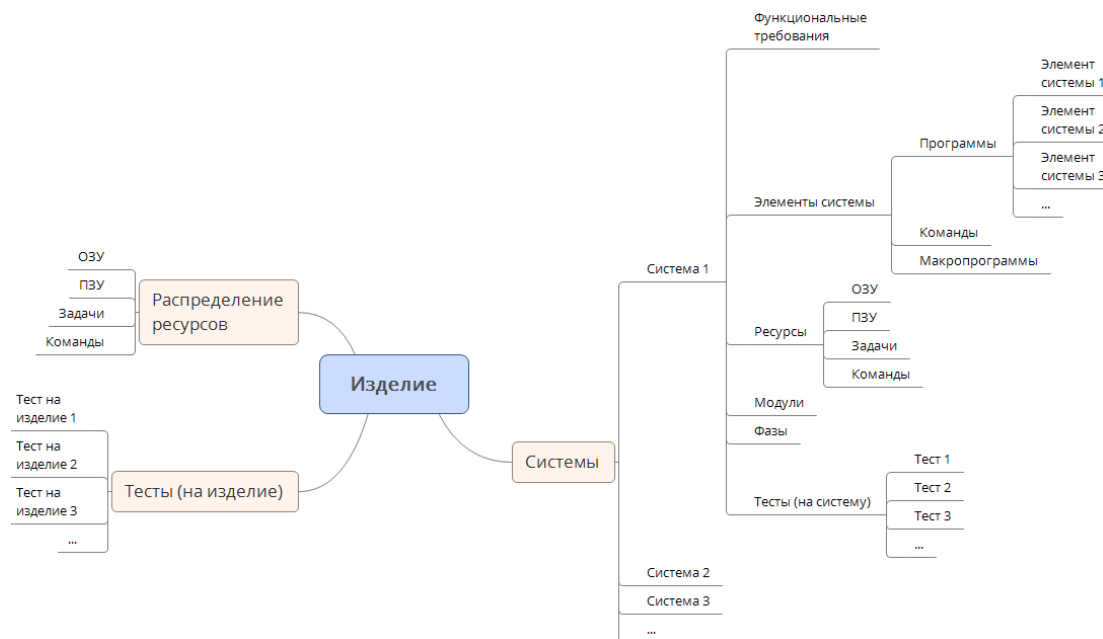 Функциональные
требования
Элемент
системы 1
Элемент
системы 2
Программы
Элемент
системы 3
...
Элементы системы
Команды
Макропрограммы
Система 1
ОЗУ
ПЗУ
Ресурсы
Задачи
Команды
Модули
Фазы
Тест 1
Тест 2
Тесты (на систему)
Тест 3
...
Системы
Система 2
Система 3
...
Изделие
ОЗУ
ПЗУ
Распределение
ресурсов
Задачи
Команды
Тест на
изделие 1
Тест на
изделие 2
Тесты (на изделие)
Тест на
изделие 3
...